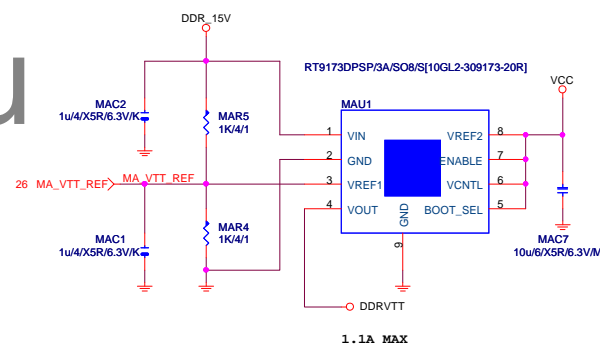 DDR_15V
RT9173DPSP/3A/SO8/S[10GL2-309173-20R]
VCC
MAC2
1u/4/X5R/6.3V/K
MAR5
1K/4/1
MAU1
1 VIN VREF2 8
2 GND ENABLE 7
26 MA_VTT_REF MA_VTT_REF 3 VREF1 VCNTL 6
4 VOUT BOOT_SEL 5
GND
9
MAC1
1u/4/X5R/6.3V/K
MAR4
1K/4/1
MAC7
10u/6/X5R/6.3V/M
DDRVTT
1.1A MAX